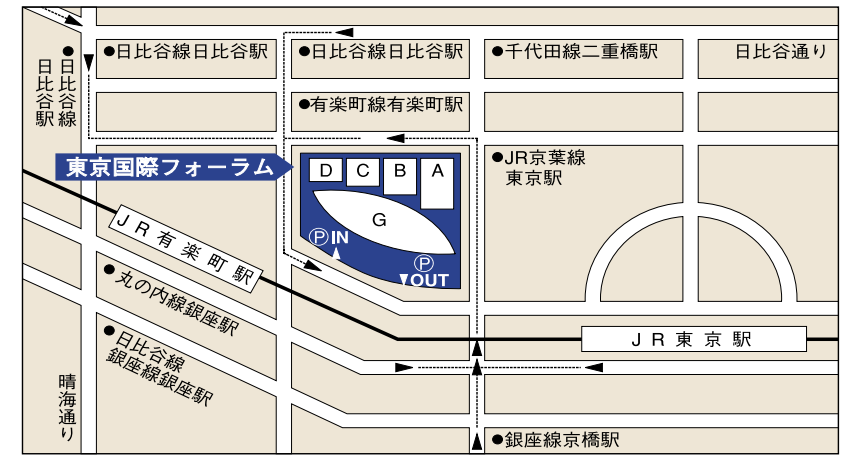 ●日比谷線日比谷駅
●日比谷線日比谷駅
●千代田線二重橋駅
日比谷通り
●日比谷線
日比谷駅
●有楽町線有楽町駅
東京国際フォーラム
D
C
B
A
G
Ⓟ IN
Ⓟ
OUT
●JR京葉線
東京駅
JR有楽町駅
●丸の内線銀座駅
●日比谷線
銀座線銀座駅
JR東京駅
晴海通り
●銀座線京橋駅